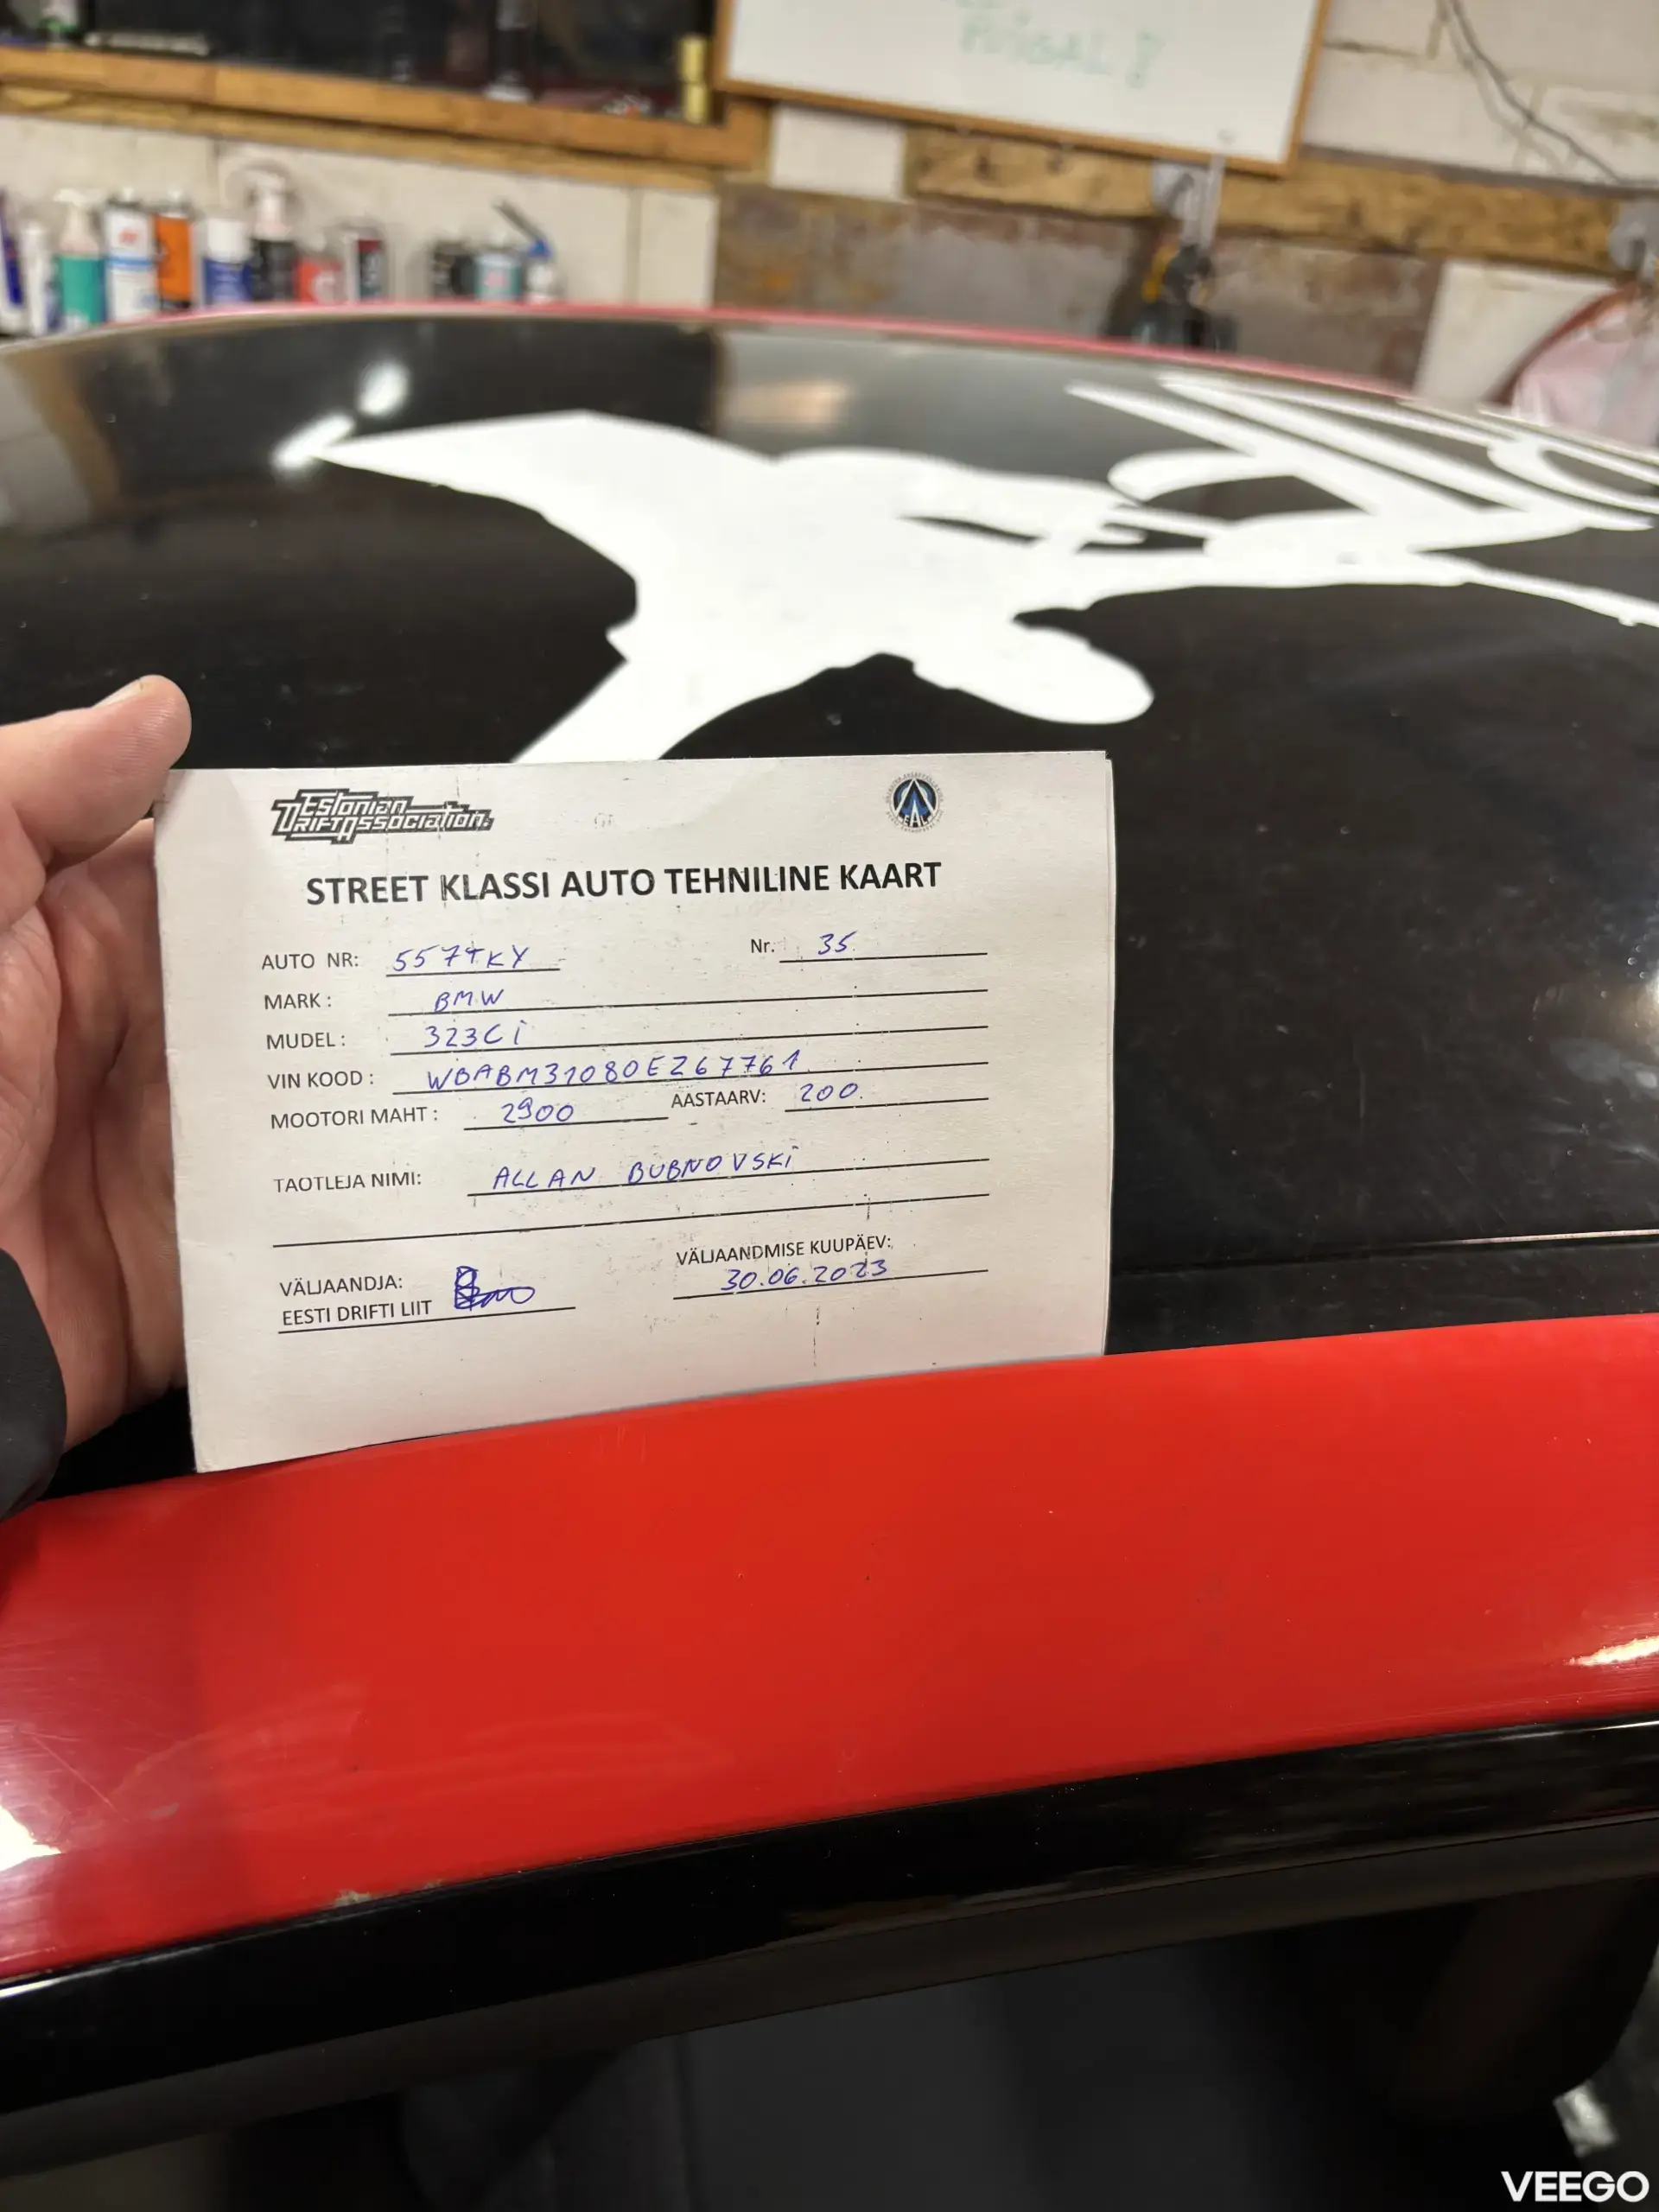 Estonian
Drift Association.
EAL
STREET KLASSI AUTO TEHNILINE KAART
AUTO NR: 557TKY Nr. 35
MARK: BMW
MUDEL: 323Ci
VIN KOOD: WBABM31080EZ67761
MOOTORI MAHT: 2900 AASTAARV: 200
TAOTLEJA NIMI: ALLAN BUBNOVSKi
VÄLJAANDJA: VÄLJAANDMISE KUUPÄEV:
EESTI DRIFTI LIIT 30.06.2023
VEEGO